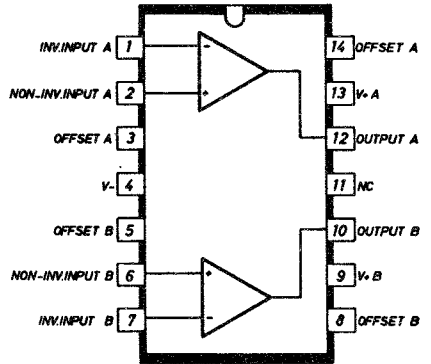 INV.INPUT A 1
NON-INV.INPUT A 2
OFFSET A 3
V- 4
OFFSET B 5
NON-INV.INPUT B 6
INV.INPUT B 7
- +
+ -
14 OFFSET A
13 V+ A
12 OUTPUT A
11 NC
10 OUTPUT B
9 V+ B
8 OFFSET B